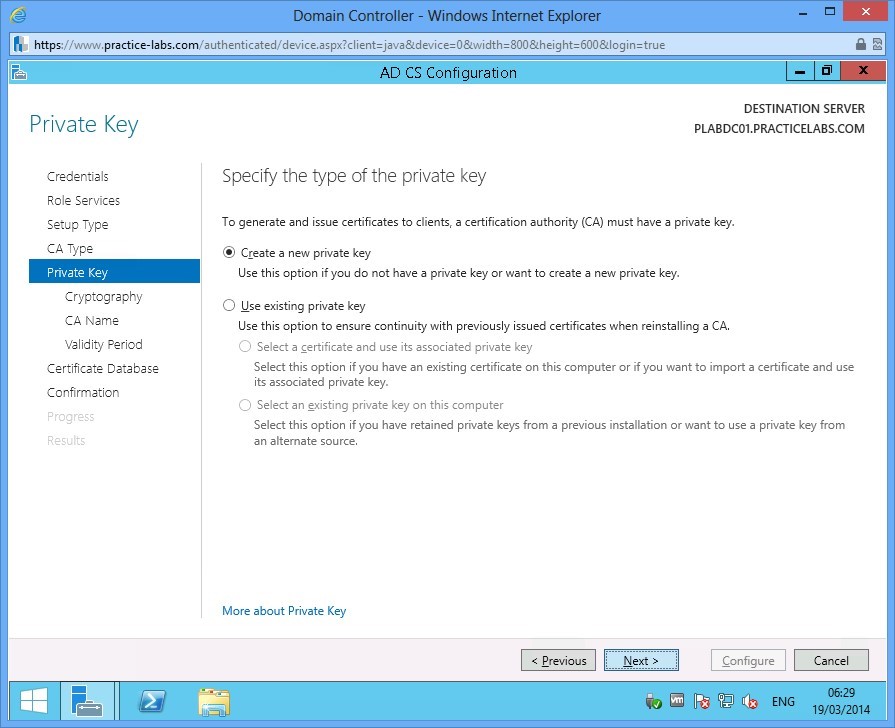 Domain Controller - Windows Internet Explorer
https://www.practice-labs.com/authenticated/device.aspx?client=java&device=0&width=800&height=600&login=true
AD CS Configuration
DESTINATION SERVER
PLABDC01.PRACTICELABS.COM
Private Key
Credentials
Role Services
Setup Type
CA Type
Private Key
Cryptography
CA Name
Validity Period
Certificate Database
Confirmation
Progress
Results
Specify the type of the private key
To generate and issue certificates to clients, a certification authority (CA) must have a private key.
Create a new private key
Use this option if you do not have a private key or want to create a new private key.
Use existing private key
Use this option to ensure continuity with previously issued certificates when reinstalling a CA.
Select a certificate and use its associated private key
Select this option if you have an existing certificate on this computer or if you want to import a certificate and use
its associated private key.
Select an existing private key on this computer
Select this option if you have retained private keys from a previous installation or want to use a private key from
an alternate source.
More about Private Key
< Previous
Next >
Configure
Cancel
vm
ENG
06:29
19/03/2014